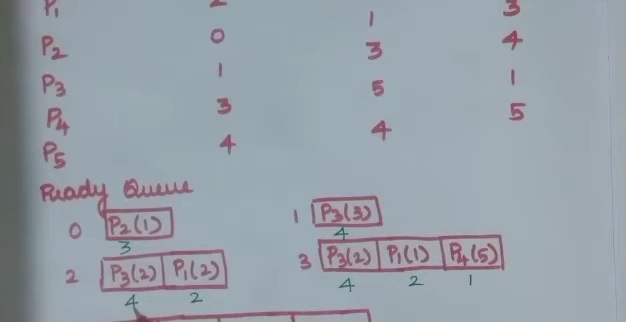 P1 2 3
P2 0 1 4
P3 1 3 1
P4 3 5 5
P5 4 4
Ready Queue
0 P2(1) 1 P3(3)
3 4
2 P3(2) P1(2) 3 P3(2) P1(1) P4(5)
4 2 4 2 1